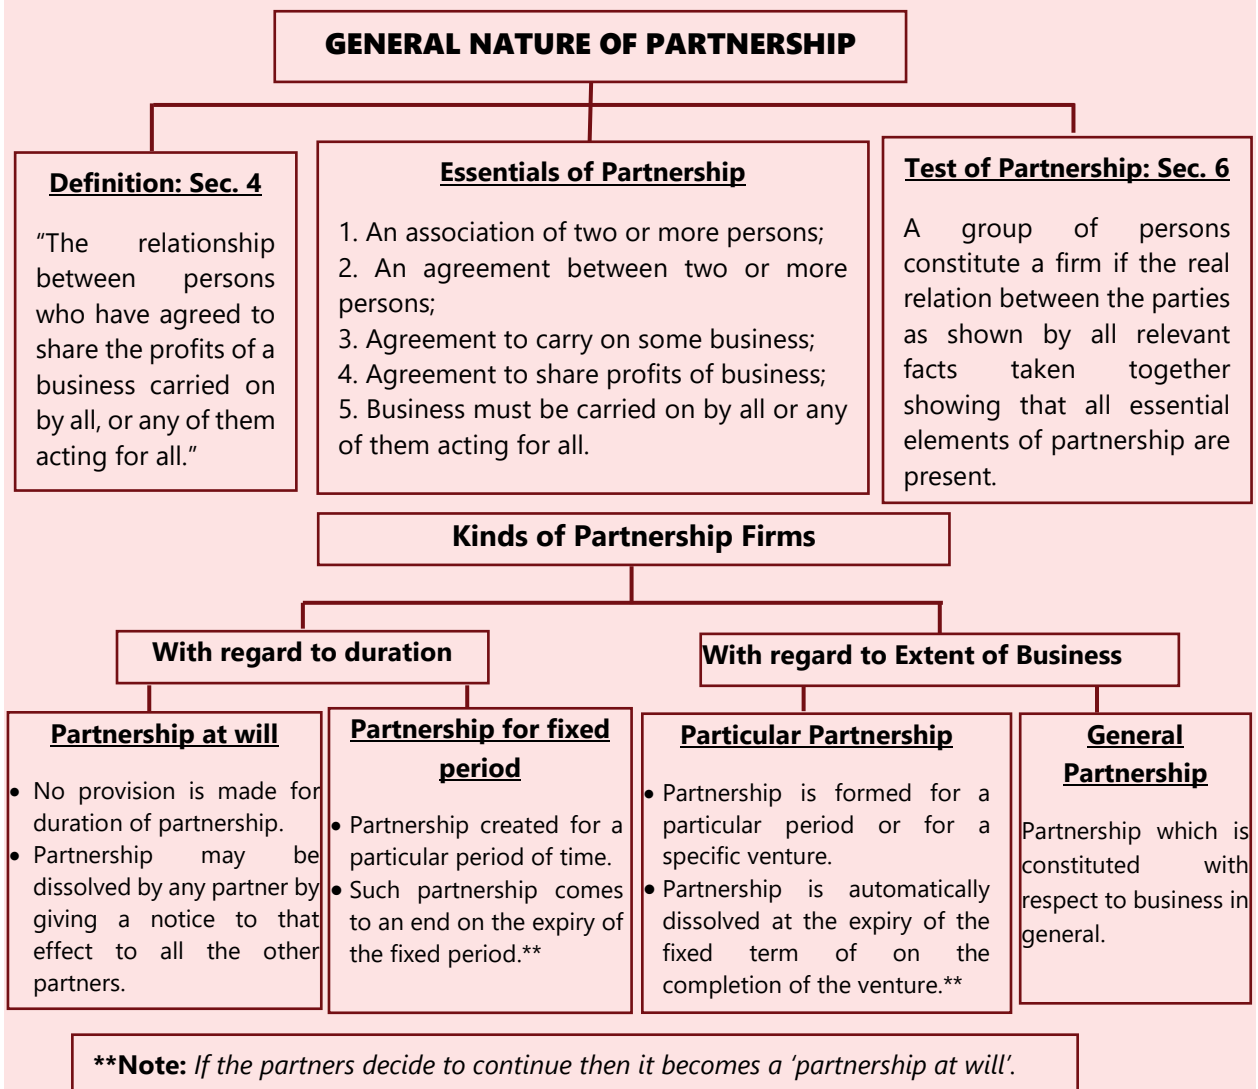 GENERAL NATURE OF PARTNERSHIP
Definition: Sec. 4
“The relationship
between persons
who have agreed to
share the profits of a
business carried on
by all, or any of them
acting for all.”
Essentials of Partnership
1. An association of two or more persons;
2. An agreement between two or more
persons;
3. Agreement to carry on some business;
4. Agreement to share profits of business;
5. Business must be carried on by all or any
of them acting for all.
Test of Partnership: Sec. 6
A group of persons
constitute a firm if the real
relation between the parties
as shown by all relevant
facts taken together
showing that all essential
elements of partnership are
present.
Kinds of Partnership Firms
With regard to duration
With regard to Extent of Business
Partnership at will
• No provision is made for
duration of partnership.
• Partnership may be
dissolved by any partner by
giving a notice to that
effect to all the other
partners.
Partnership for fixed
period
• Partnership created for a
particular period of time.
• Such partnership comes
to an end on the expiry of
the fixed period.**
Particular Partnership
• Partnership is formed for a
particular period or for a
specific venture.
• Partnership is automatically
dissolved at the expiry of the
fixed term of on the
completion of the venture.**
General
Partnership
Partnership which is
constituted with
respect to business in
general.
**Note: If the partners decide to continue then it becomes a ‘partnership at will’.